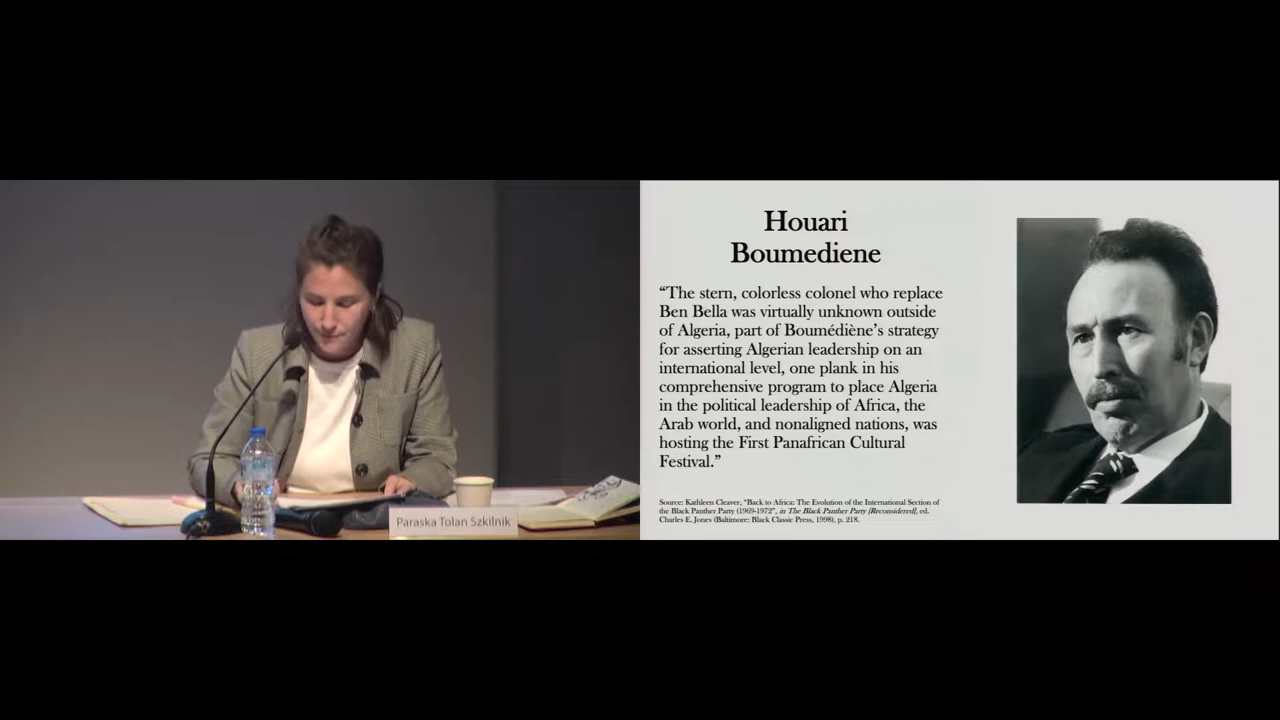 Houari
Boumediene
“The stern, colorless colonel who replace
Ben Bella was virtually unknown outside
of Algeria, part of Boumédiène’s strategy
for asserting Algerian leadership on an
international level, one plank in his
comprehensive program to place Algeria
in the political leadership of Africa, the
Arab world, and nonaligned nations, was
hosting the First Panafrican Cultural
Festival.”
Source: Kathleen Cleaver, “Back to Africa: The Evolution of the International Section of
the Black Panther Party (1969-1972”, in The Black Panther Party [Reconsidered], ed.
Charles E. Jones (Baltimore: Black Classic Press, 1998), p. 218.
Paraska Tolan Szkilnik